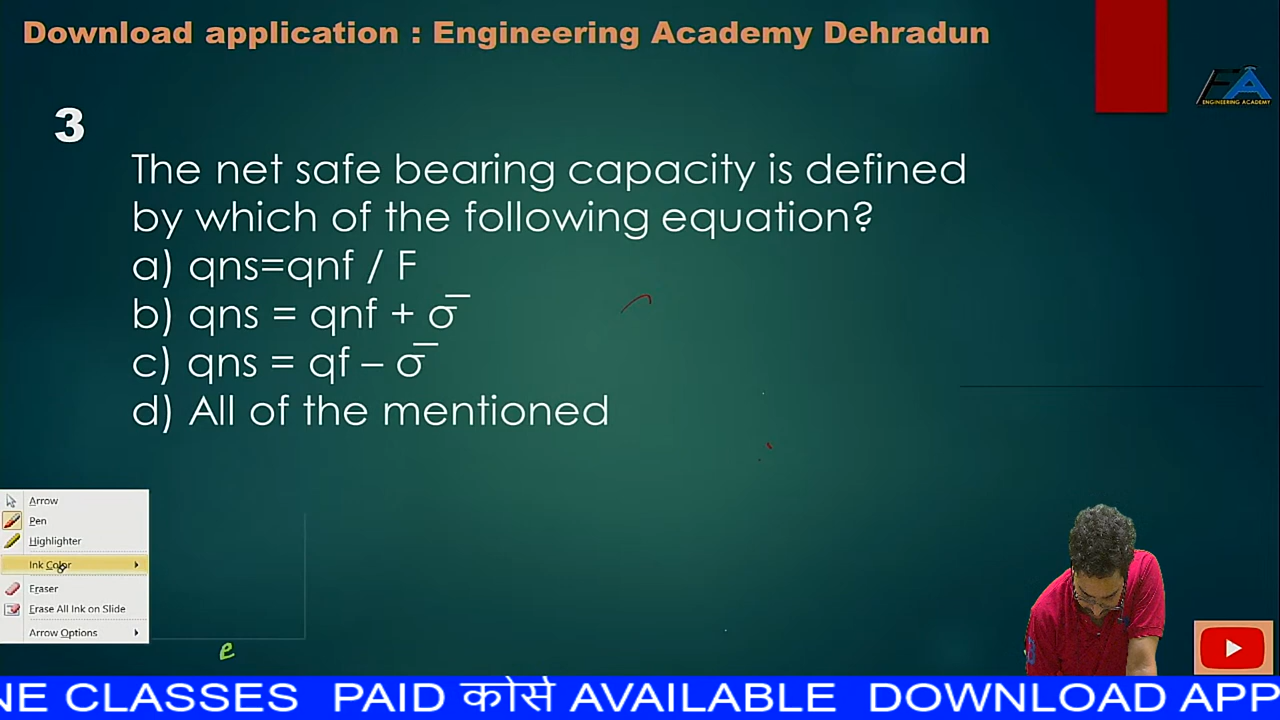 Download application : Engineering Academy Dehradun
ENGINEERING ACADEMY
3
The net safe bearing capacity is defined
by which of the following equation?
a) qns=qnf / F
b) qns = qnf + σ¯
c) qns = qf – σ¯
d) All of the mentioned
Arrow
Pen
Highlighter
Ink Color
Eraser
Erase All Ink on Slide
Arrow Options
e
NE CLASSES PAID कोर्स AVAILABLE DOWNLOAD APP